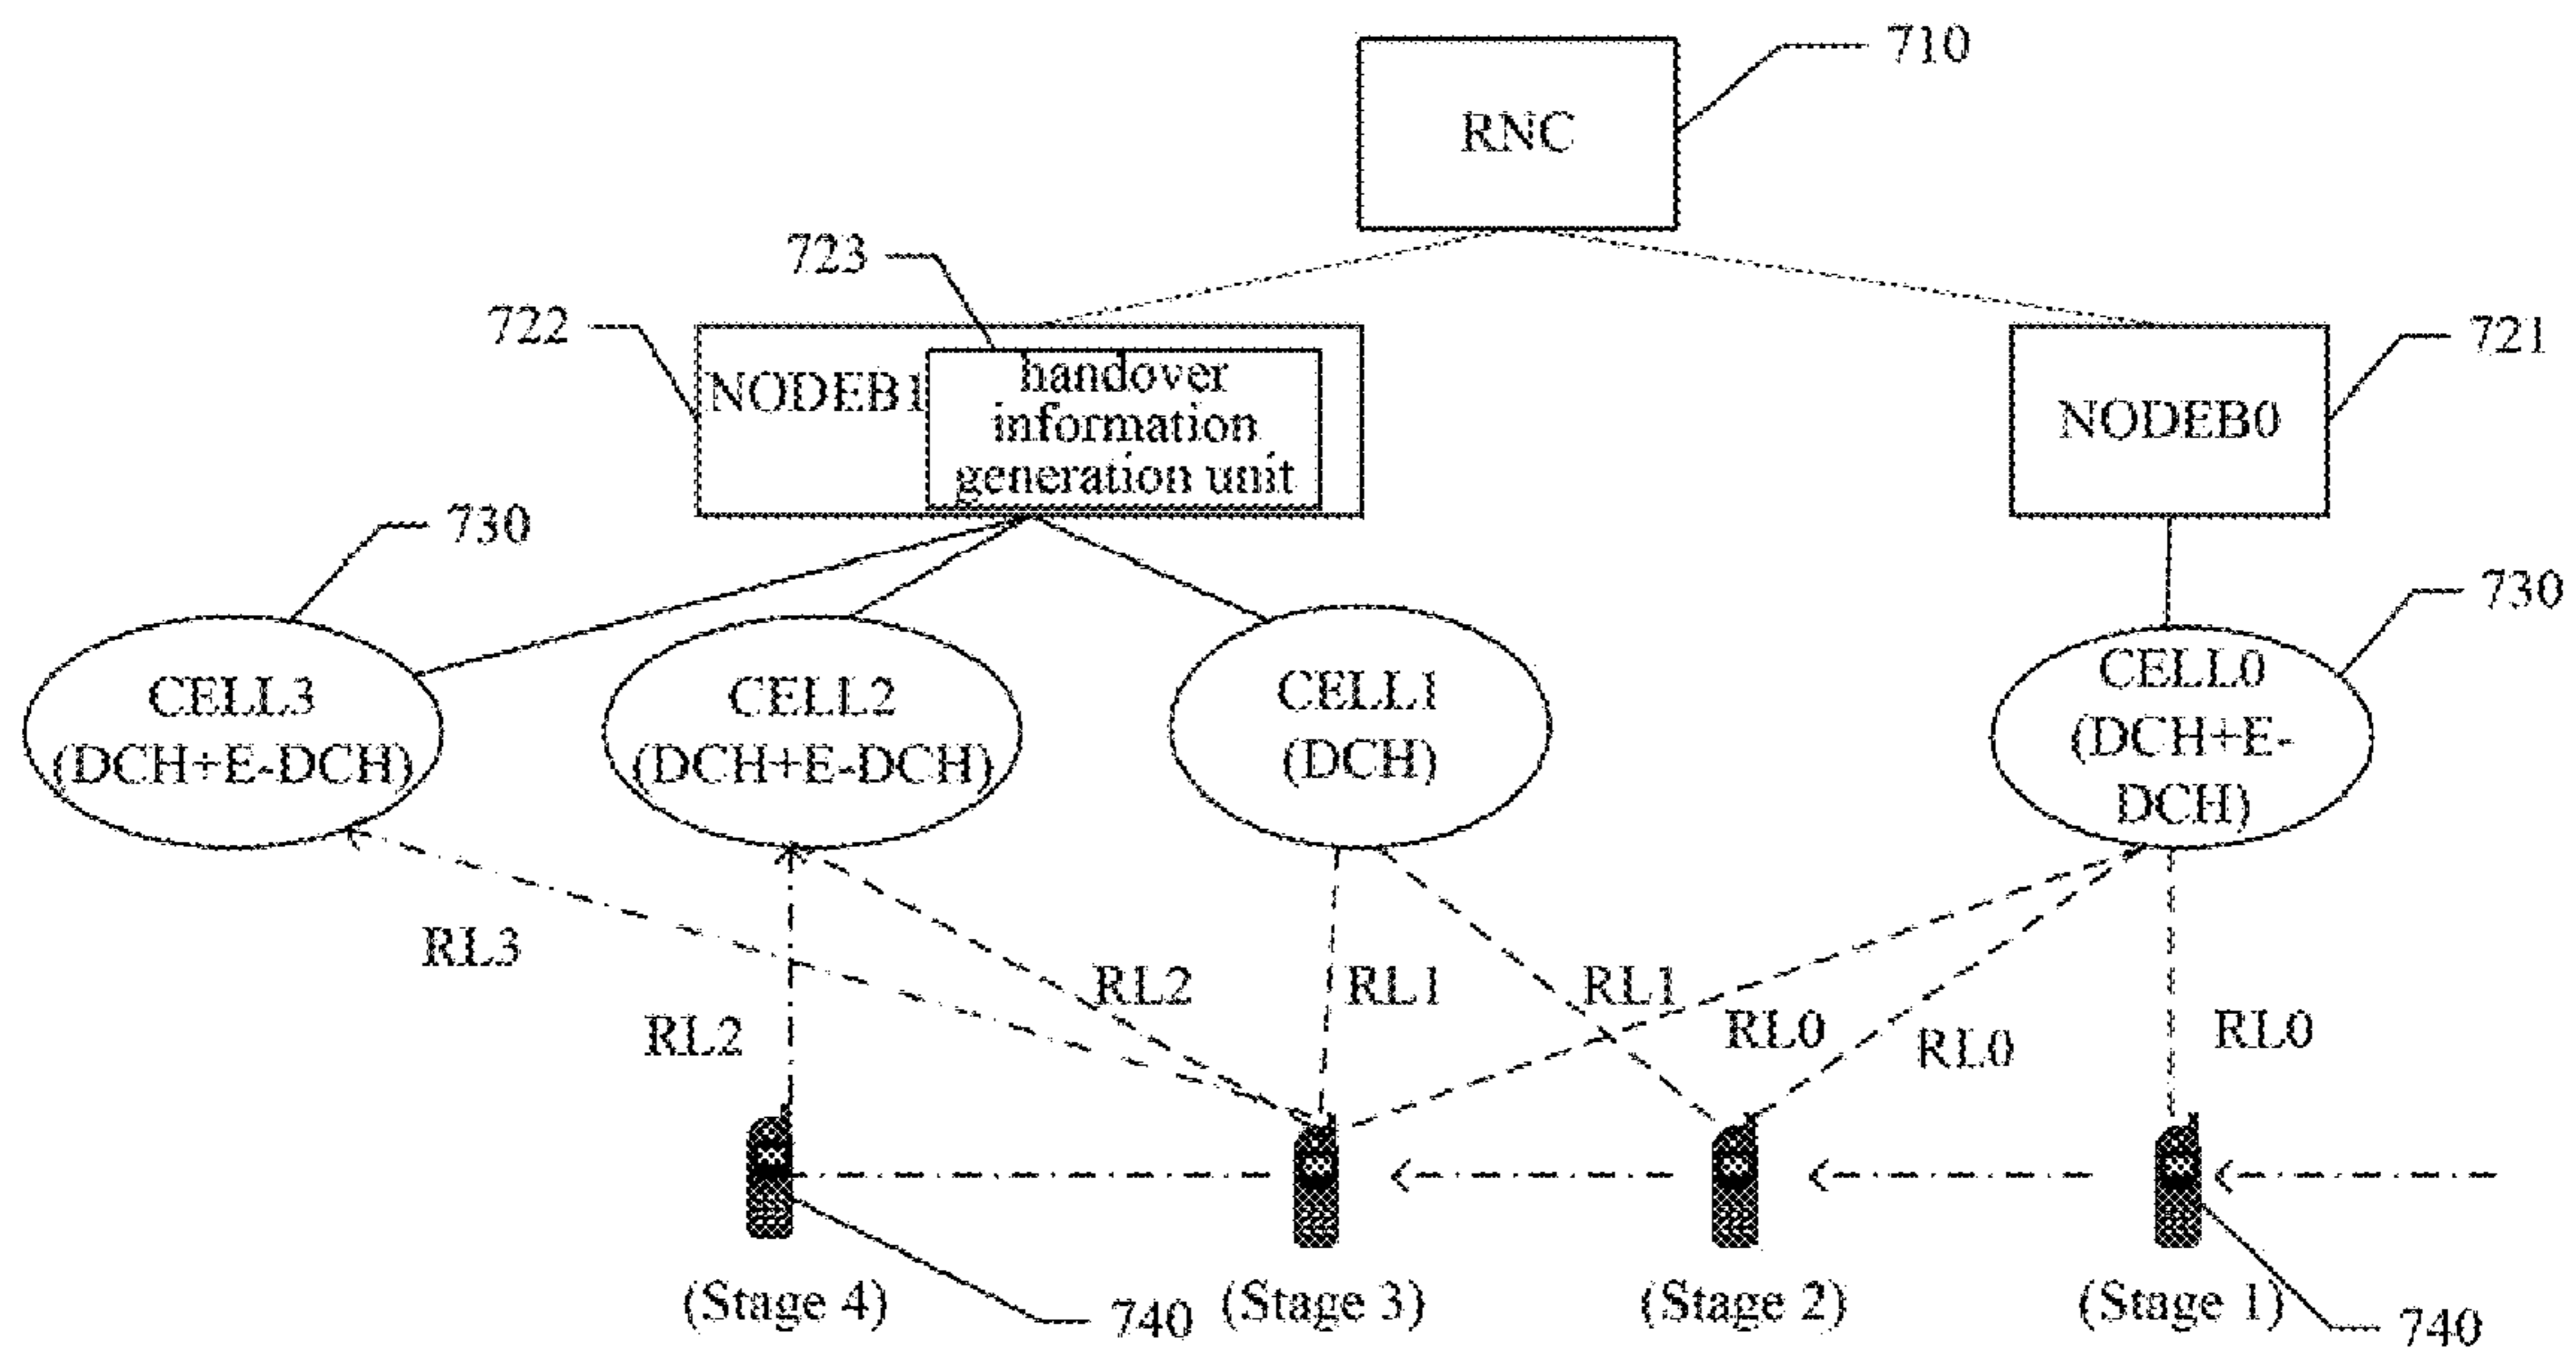 710
RNC
723
722
721
NODEB1
handover
information
generation unit
NODEB0
730
730
CELL3
(DCH+E-DCH)
CELL2
(DCH+E-DCH)
CELL1
(DCH)
CELL0
(DCH+E-
DCH)
RL3
RL2
RL2
RL1
RL1
RL0
RL0
RL0
(Stage 4)
740
(Stage 3)
(Stage 2)
(Stage 1)
740